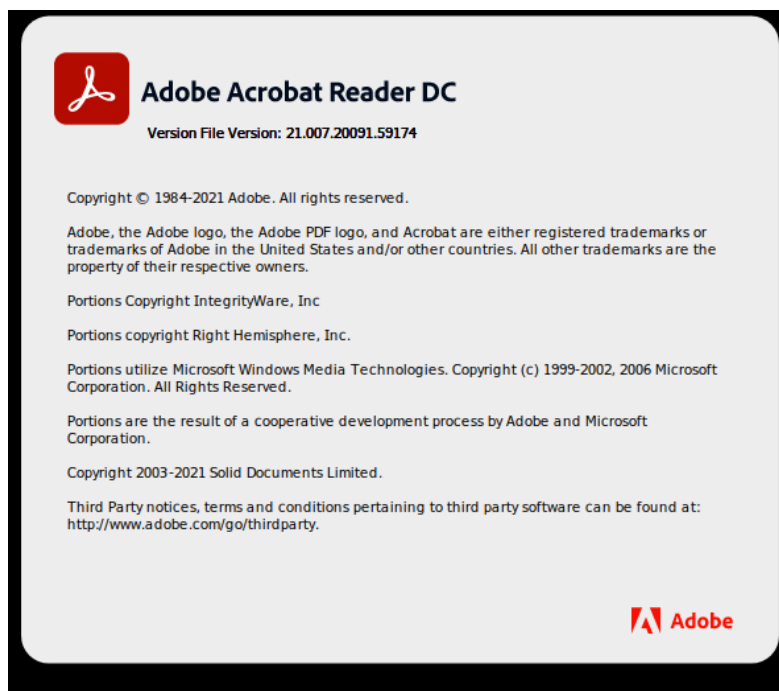 Adobe Acrobat Reader DC
Version File Version: 21.007.20091.59174
Copyright © 1984-2021 Adobe. All rights reserved.
Adobe, the Adobe logo, the Adobe PDF logo, and Acrobat are either registered trademarks or
trademarks of Adobe in the United States and/or other countries. All other trademarks are the
property of their respective owners.
Portions Copyright IntegrityWare, Inc
Portions copyright Right Hemisphere, Inc.
Portions utilize Microsoft Windows Media Technologies. Copyright (c) 1999-2002, 2006 Microsoft
Corporation. All Rights Reserved.
Portions are the result of a cooperative development process by Adobe and Microsoft
Corporation.
Copyright 2003-2021 Solid Documents Limited.
Third Party notices, terms and conditions pertaining to third party software can be found at:
http://www.adobe.com/go/thirdparty.
Adobe